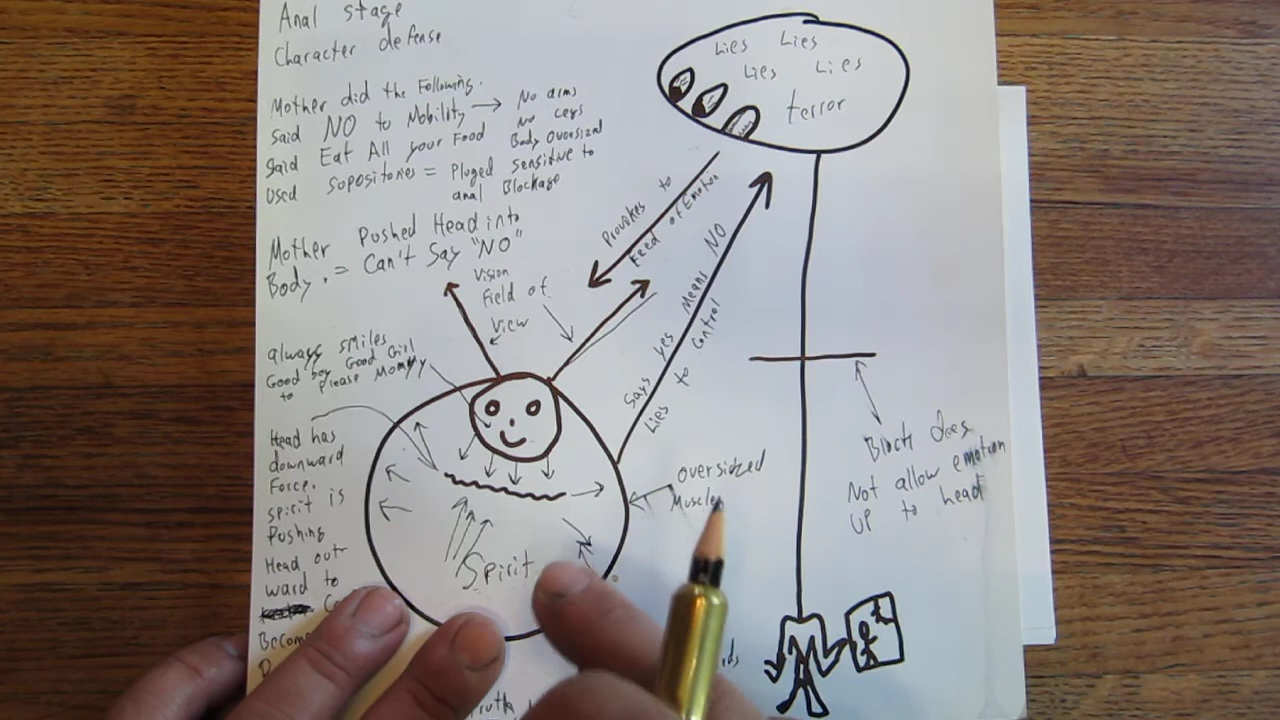 Anal stage
Character defense
Mother did the Following.
Said NO to Mobility → No arms
No Legs
Said Eat All your Food Body Oversized
Used Supositories = Pluged sensitive to
anal Blockage
Mother Pushed Head into
Body. = Can't Say "NO"
Vision
Field of
View
always smiles
Good boy Good Girl
to Please Mommy
Head has
downward
Force.
spirit is
Pushing
Head out-
ward to
Becom
Spirit
oversized
Muscles
Provokes to
Feed of Emotion
Says yes Means NO
Lies to Control
Lies Lies
Lies Lies
terror
Block does
Not allow emotion
UP to head